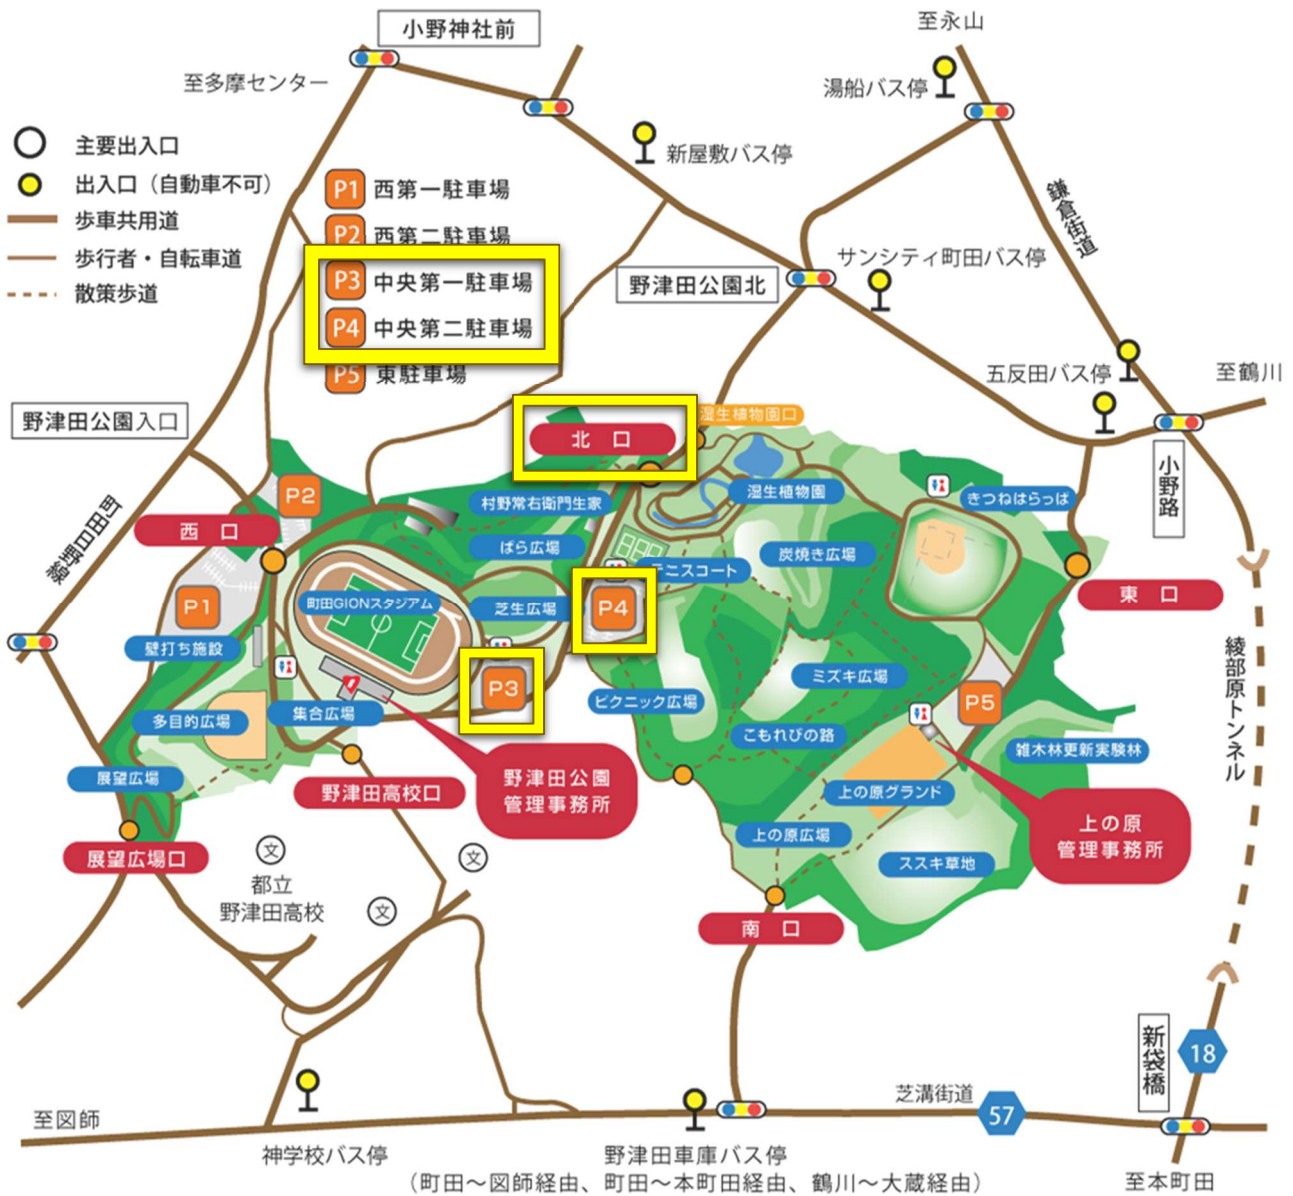 小野神社前
至永山
至多摩センター
湯船バス停
主要出入口
新屋敷バス停
出入口（自動車不可）
P1 西第一駐車場
鎌倉街道
歩車共用道
P2 西第二駐車場
歩行者・自転車道
サンシティ町田バス停
P3 中央第一駐車場
野津田公園北
散策歩道
P4 中央第二駐車場
P5 東駐車場
五反田バス停
至鶴川
野津田公園入口
湿生植物園口
北 口
小野路
P2
村野常右衛門生家
湿生植物園
きつねはらっぱ
西 口
町田日野線
ばら広場
炭焼き広場
テニスコート
東 口
P1
町田GIONスタジアム
芝生広場
P4
壁打ち施設
綾部原トンネル
ミズキ広場
P3
ピクニック広場
P5
多目的広場
集合広場
こもれびの路
雑木林更新実験林
展望広場
野津田高校口
野津田公園
管理事務所
上の原グランド
上の原広場
上の原
管理事務所
展望広場口
文
文
ススキ草地
都立
野津田高校
文
南 口
新袋橋
18
芝溝街道
57
至図師
神学校バス停
野津田車庫バス停
（町田～図師経由、町田～本町田経由、鶴川～大蔵経由）
至本町田